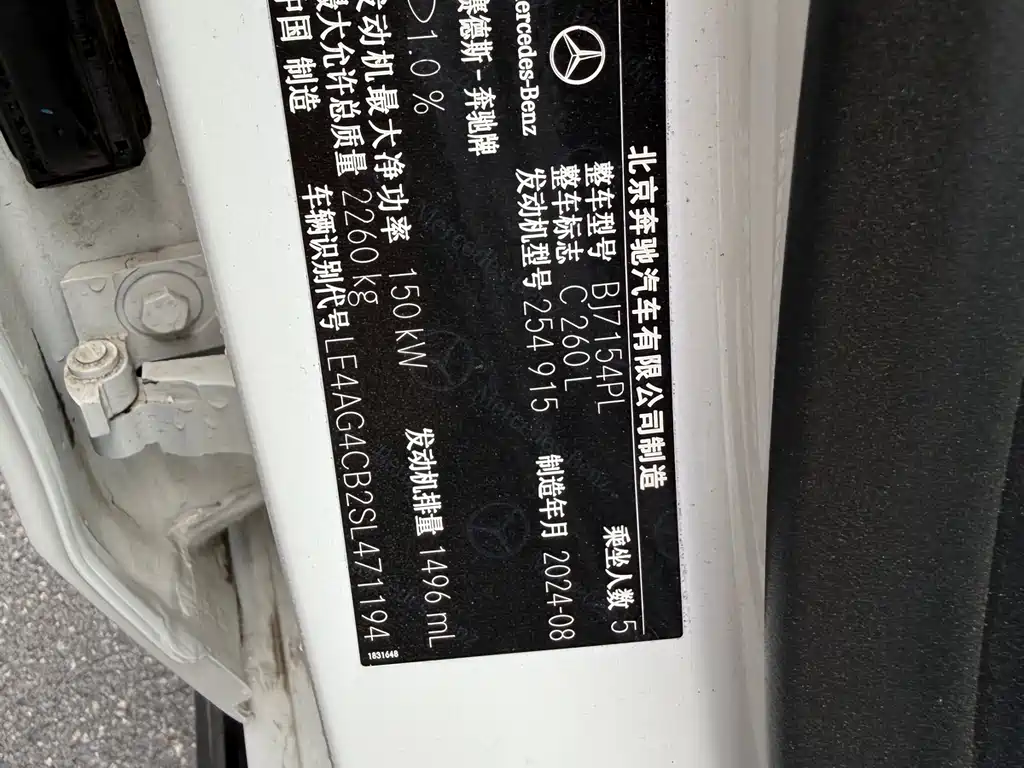 北京奔驰汽车有限公司制造
Mercedes-Benz
赛德斯-奔驰牌
整车型号 BJ7154PL
乘坐人数 5
整车标志 C 260 L
发动机型号 254 915
制造年月 2024-08
1.0 %
发动机最大净功率 150 kW
发动机排量 1496 mL
最大允许总质量 2260 kg
中国 制造
车辆识别代号 LE4AG4CB2SL471194
1831648